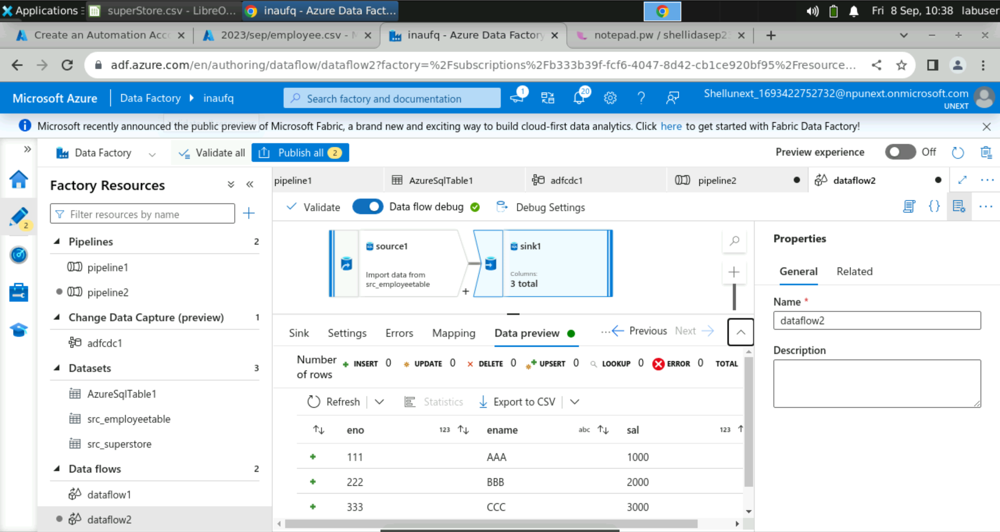 Applications
superStore.csv - LibreO...
inaufq - Azure Data Fact...
Fri 8 Sep, 10:38 labuser
Create an Automation Acc
2023/sep/employee.csv -
inaufq - Azure Data Factory
notepad.pw / shellidasep2
adf.azure.com/en/authoring/dataflow/dataflow2?factory=%2Fsubscriptions%2Fb333b39f-fcf6-4047-8d42-cb1ce920bf95%2Fresource...
Microsoft Azure
Data Factory
inaufq
Search factory and documentation
1
20
?
Shellunext_1693422752732@npunext.onmicrosoft.com
UNEXT
Microsoft recently announced the public preview of Microsoft Fabric, a brand new and exciting way to build cloud-first data analytics. Click here to get started with Fabric Data Factory!
Data Factory
Validate all
Publish all 2
Preview experience
Off
2
Factory Resources
Filter resources by name
Pipelines 2
pipeline1
pipeline2
Change Data Capture (preview) 1
adfcdc1
Datasets 3
AzureSqlTable1
src_employeetable
src_superstore
Data flows 2
dataflow1
dataflow2
pipeline1
AzureSqlTable1
adfcdc1
pipeline2
dataflow2
Validate
Data flow debug
Debug Settings
source1
Import data from
src_employeetable
sink1
Columns:
3 total
Sink
Settings
Errors
Mapping
Data preview
Previous
Next
Number
of rows
INSERT 0
UPDATE 0
DELETE 0
UPSERT 0
LOOKUP 0
ERROR 0
TOTAL
Refresh
Statistics
Export to CSV
eno 123 ename abc sal 123
111 AAA 1000
222 BBB 2000
333 CCC 3000
Properties
General
Related
Name *
dataflow2
Description